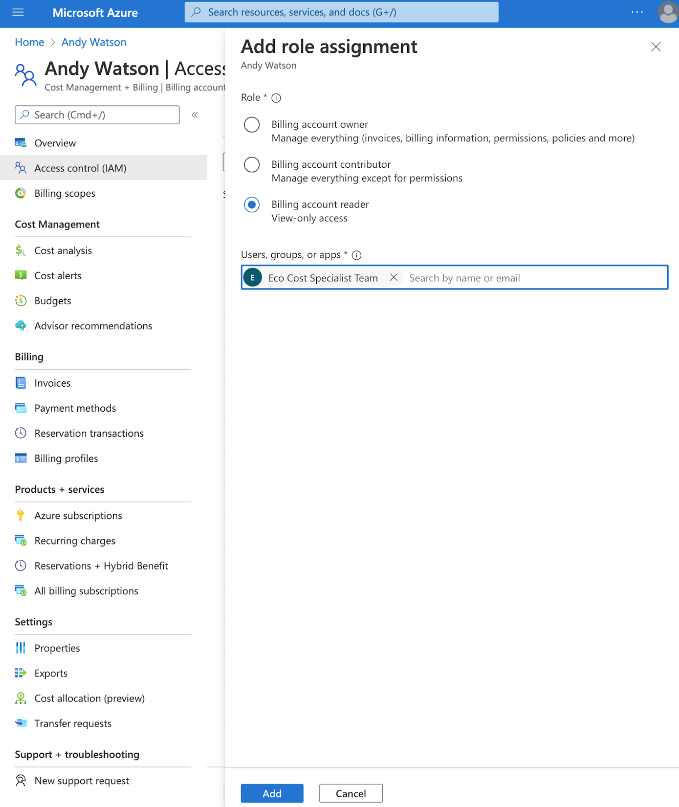 Microsoft Azure
Search resources, services, and docs (G+/)
Home > Andy Watson
Andy Watson | Access
Cost Management + Billing | Billing account
Search (Cmd+/)
«
Overview
Access control (IAM)
Billing scopes
Cost Management
Cost analysis
Cost alerts
Budgets
Advisor recommendations
Billing
Invoices
Payment methods
Reservation transactions
Billing profiles
Products + services
Azure subscriptions
Recurring charges
Reservations + Hybrid Benefit
All billing subscriptions
Settings
Properties
Exports
Cost allocation (preview)
Transfer requests
Support + troubleshooting
New support request
Add role assignment
Andy Watson
Role *
Billing account owner
Manage everything (invoices, billing information, permissions, policies and more)
Billing account contributor
Manage everything except for permissions
Billing account reader
View-only access
Users, groups, or apps *
E Eco Cost Specialist Team Search by name or email
Add Cancel